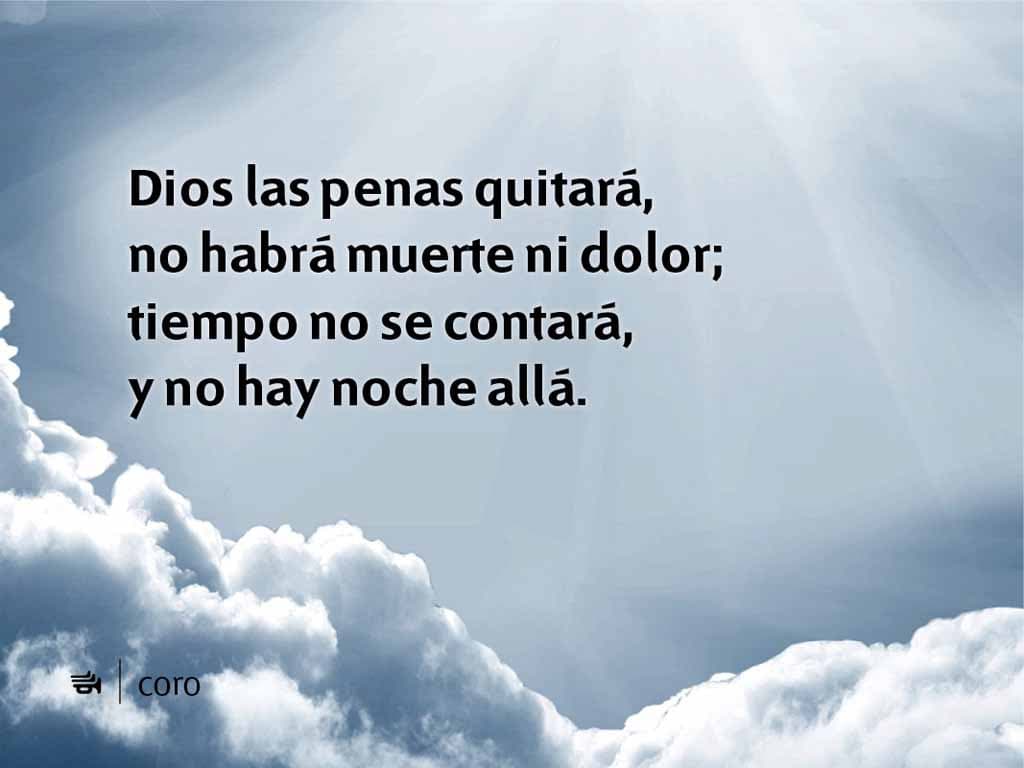 Dios las penas quitará,
no habrá muerte ni dolor;
tiempo no se contará,
y no hay noche allá.
coro